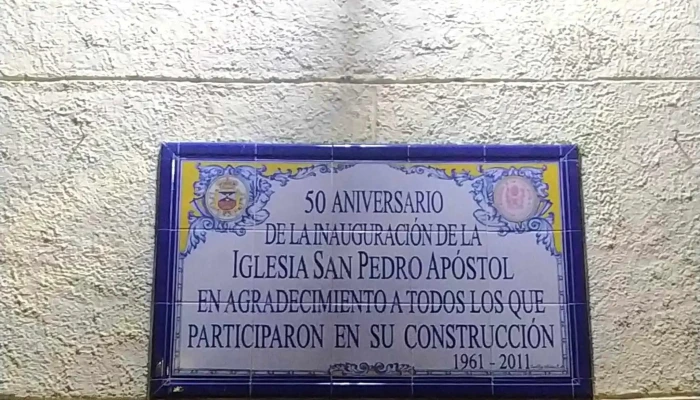 50 ANIVERSARIO
DE LA INAUGURACIÓN DE LA
IGLESIA SAN PEDRO APÓSTOL
EN AGRADECIMIENTO A TODOS LOS QUE
PARTICIPARON EN SU CONSTRUCCIÓN
1961 - 2011